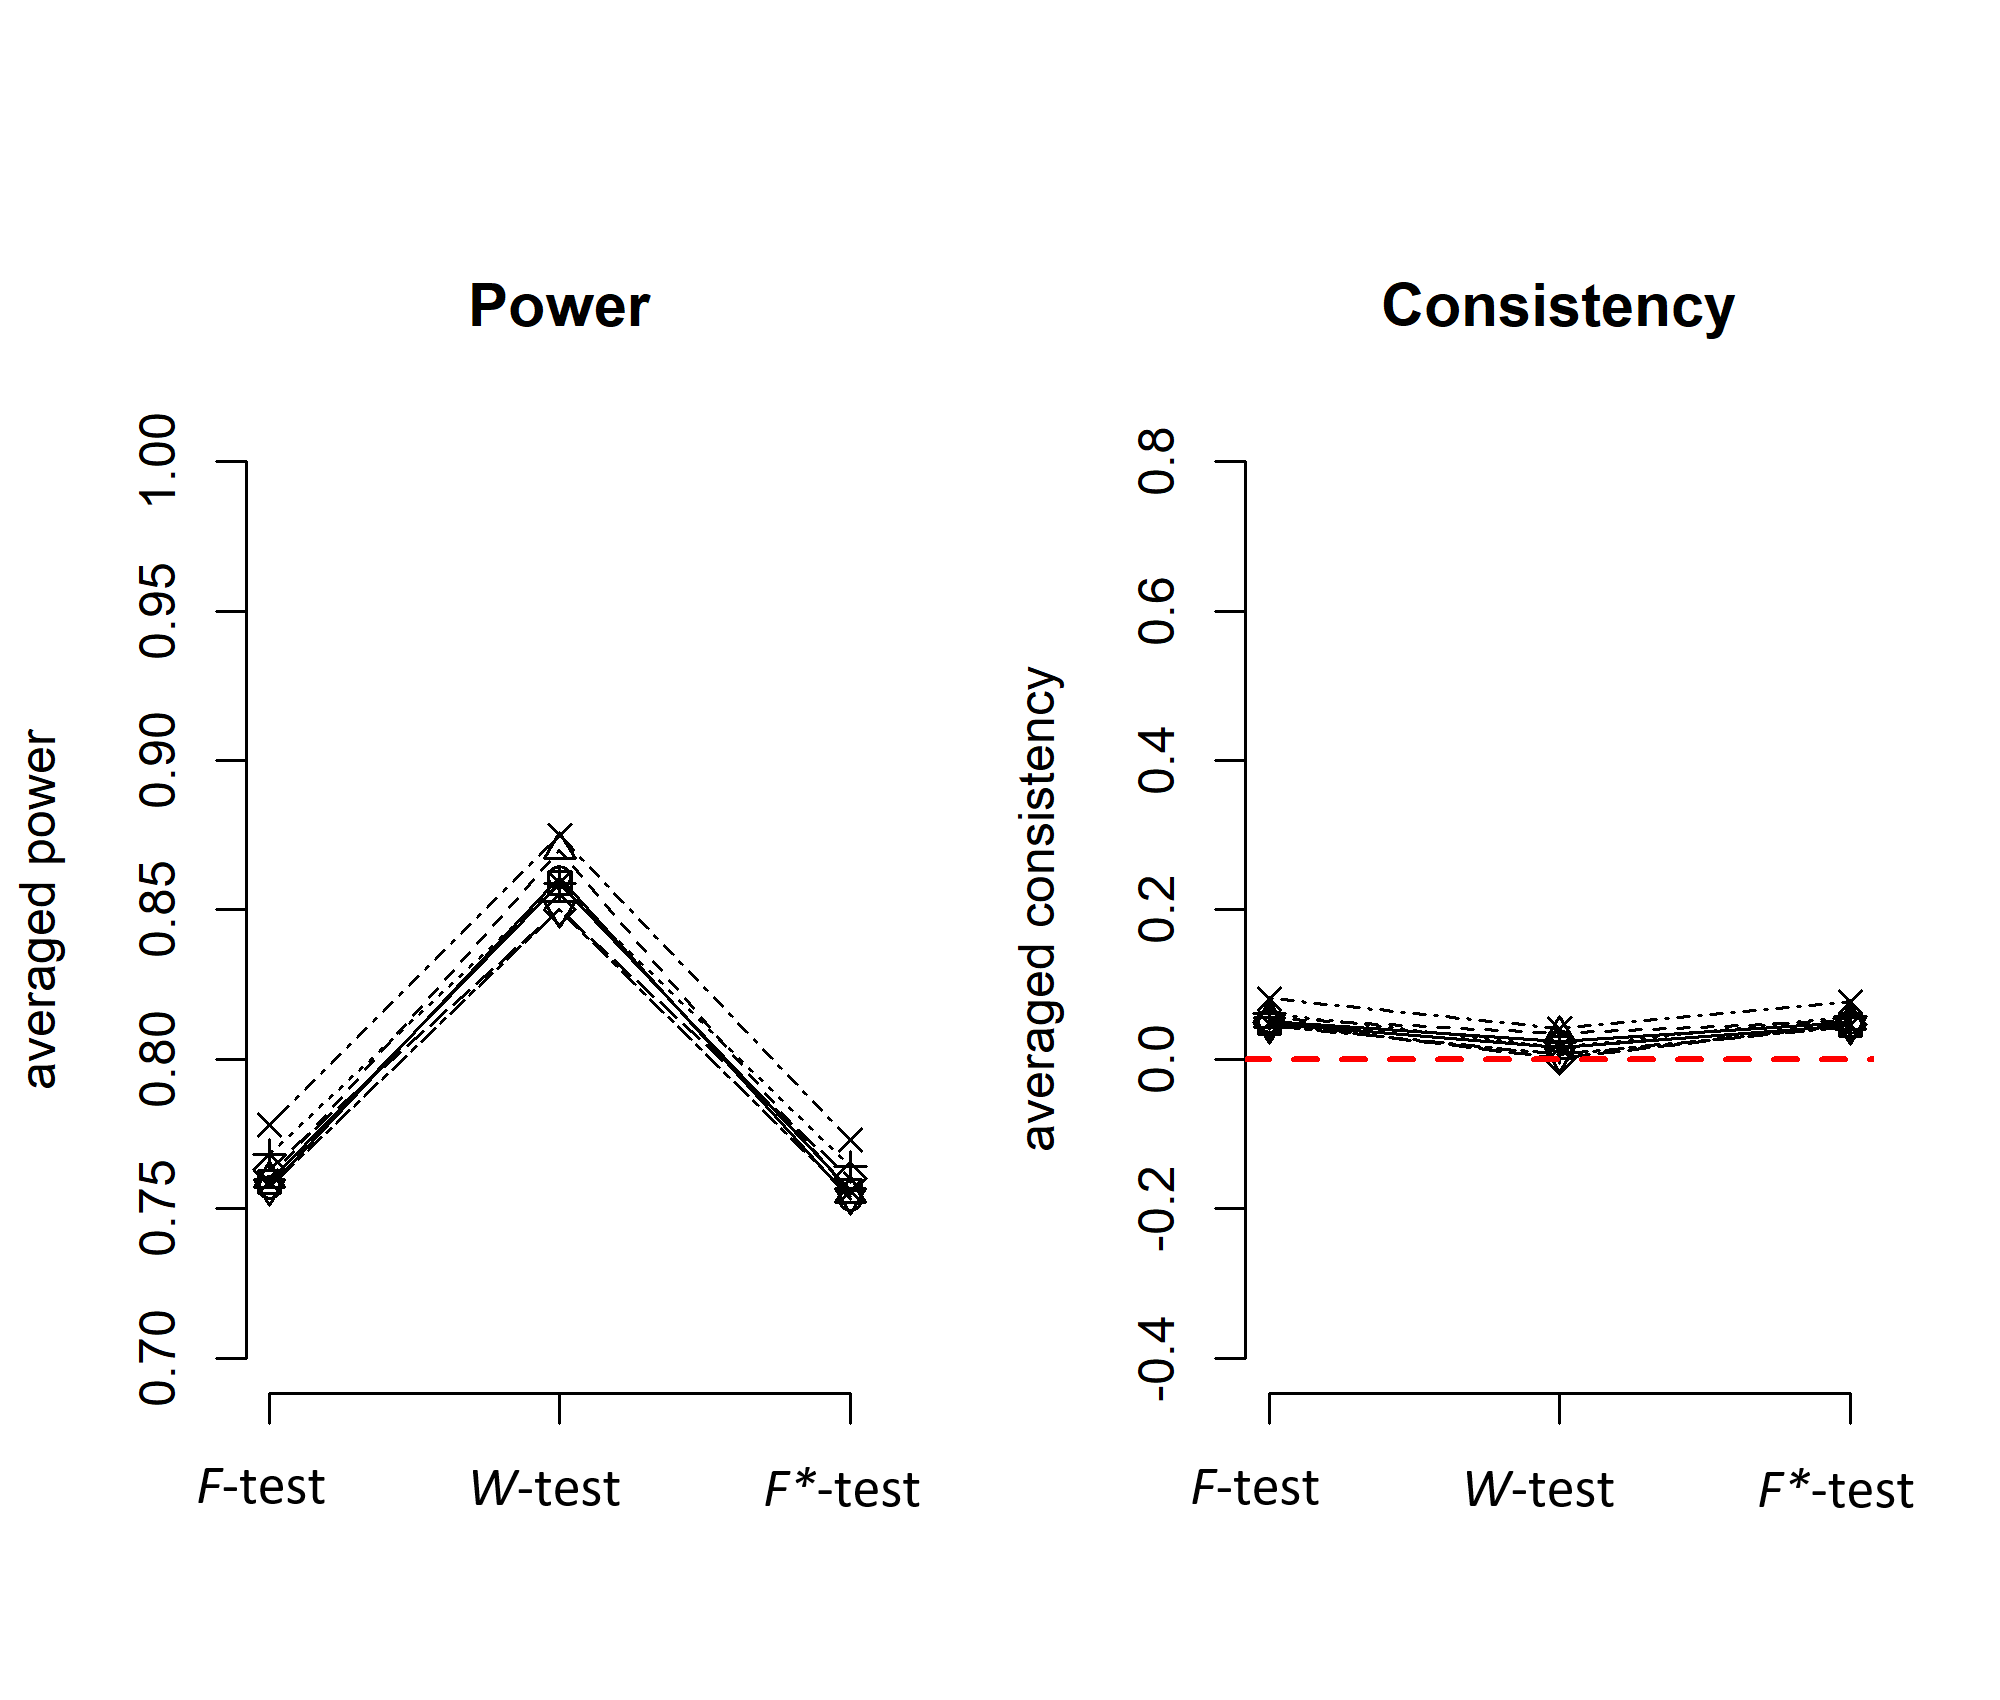 Power
averaged power
1.00
0.95
0.90
0.85
0.80
0.75
0.70
F-test W-test F*-test
Consistency
averaged consistency
0.8
0.6
0.4
0.2
0.0
-0.2
-0.4
F-test W-test F*-test